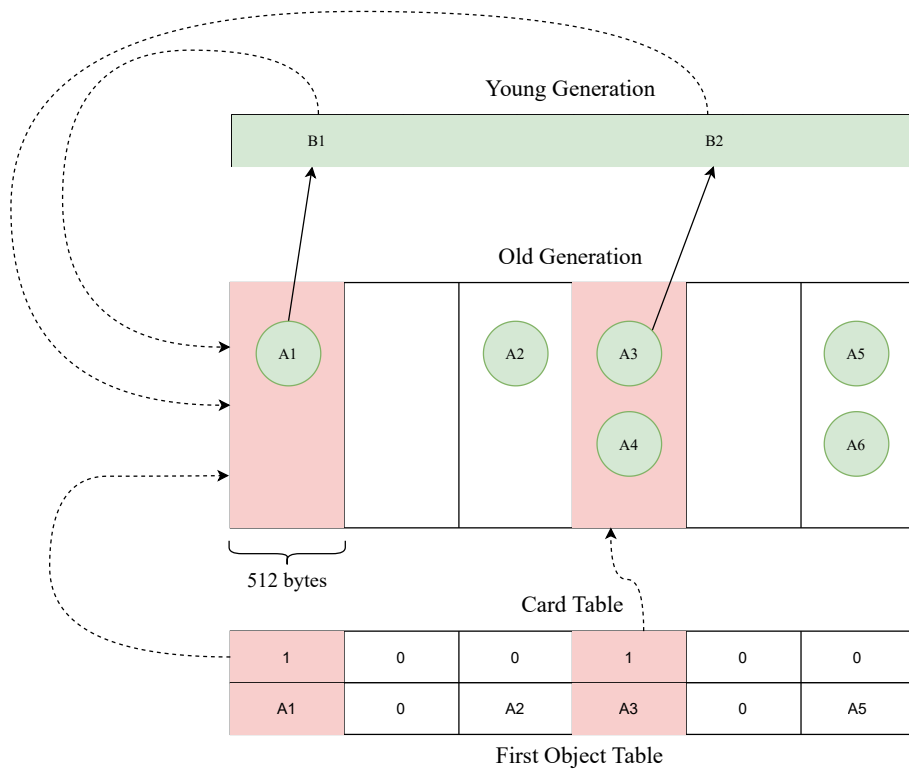 Young Generation
B1 B2
Old Generation
A1 A2 A3 A5
A4 A6
512 bytes
Card Table
1 0 0 1 0 0
A1 0 A2 A3 0 A5
First Object Table